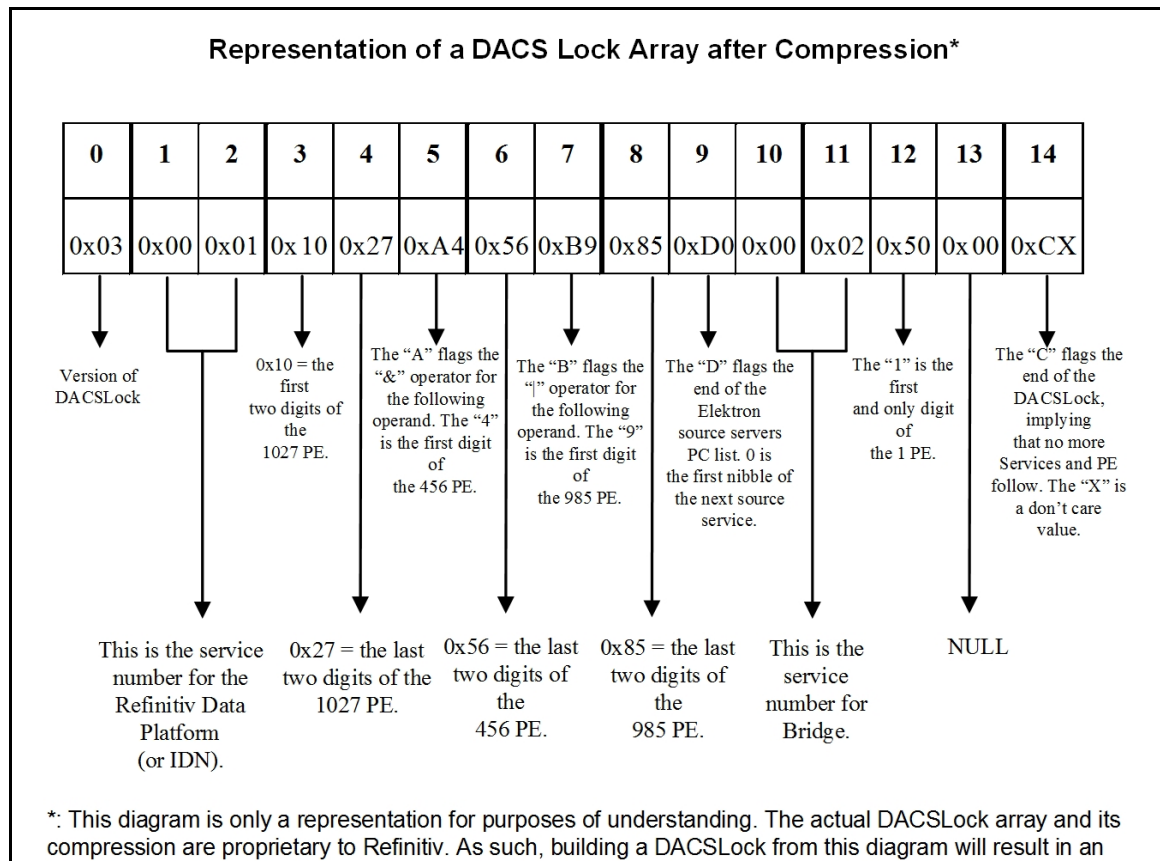 Representation of a DACS Lock Array after Compression*
0 1 2 3 4 5 6 7 8 9 10 11 12 13 14
0x03 0x00 0x01 0x10 0x27 0xA4 0x56 0xB9 0x85 0xD0 0x00 0x02 0x50 0x00 0xCX
Version of
DACSLock
0x10 = the
first
two digits of
the
1027 PE.
The “A” flags the
“&” operator for
the following
operand. The “4”
is the first digit
of
the 456 PE.
The “B” flags the
“|” operator for
the following
operand. The “9”
is the first digit
of
the 985 PE.
The “D” flags the
end of the
Elektron
source servers
PC list. 0 is
the first nibble of
the next source
service.
The “1” is
the first
and only digit
of
the 1 PE.
The “C” flags the
end of the
DACSLock,
implying
that no more
Services and PE
follow. The “X” is
a don’t care
value.
This is the service
number for the
Refinitiv Data
Platform
(or IDN).
0x27 = the last
two digits of the
1027 PE.
0x56 = the last
two digits of
the
456 PE.
0x85 = the last
two digits of
the
985 PE.
This is the
service
number for
Bridge.
NULL
*: This diagram is only a representation for purposes of understanding. The actual DACSLock array and its
compression are proprietary to Refinitiv. As such, building a DACSLock from this diagram will result in an